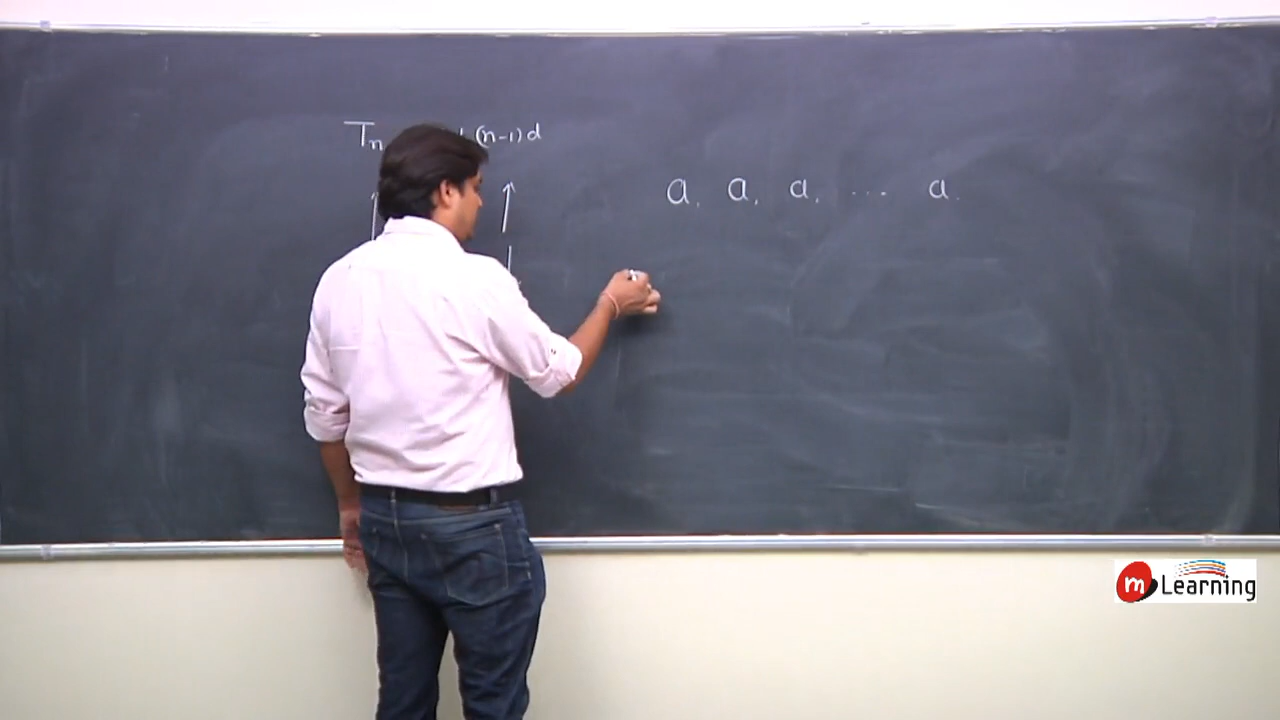 Tn (n-1)d
a, a, a, ... a.
m Learning